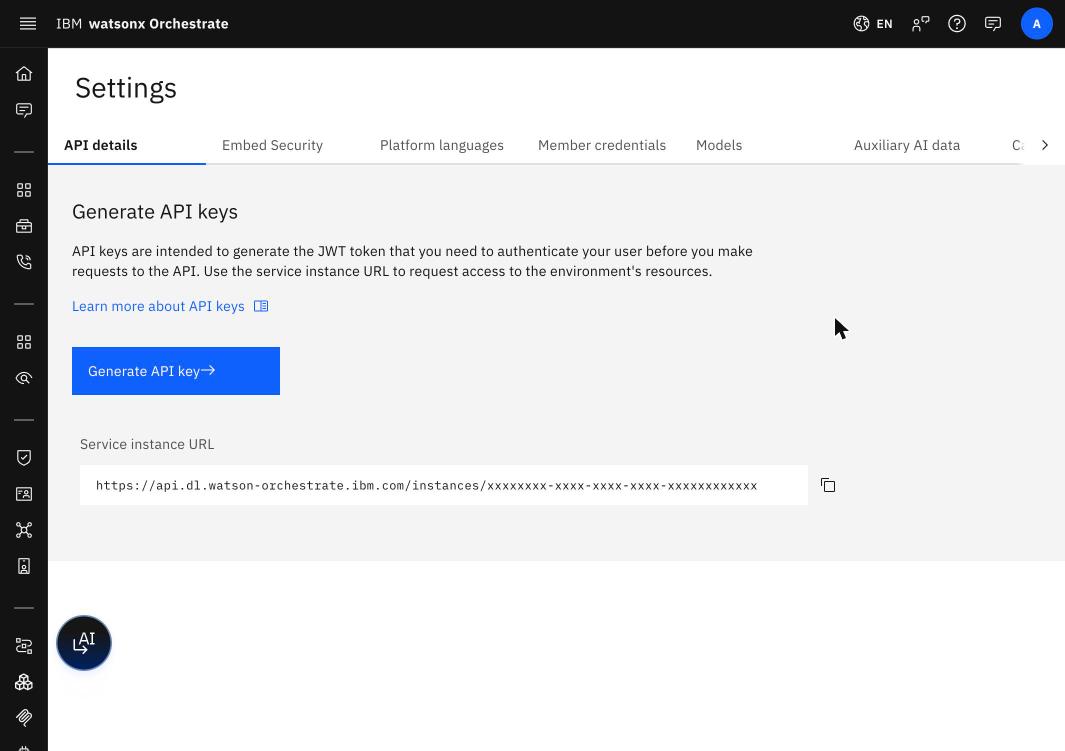 IBM watsonx Orchestrate
EN
A
Settings
API details
Embed Security
Platform languages
Member credentials
Models
Auxiliary AI data
Generate API keys
API keys are intended to generate the JWT token that you need to authenticate your user before you make
requests to the API. Use the service instance URL to request access to the environment's resources.
Learn more about API keys
Generate API key
Service instance URL
https://api.dl.watson-orchestrate.ibm.com/instances/xxxxxxxx-xxxx-xxxx-xxxx-xxxxxxxxxxxx
AI